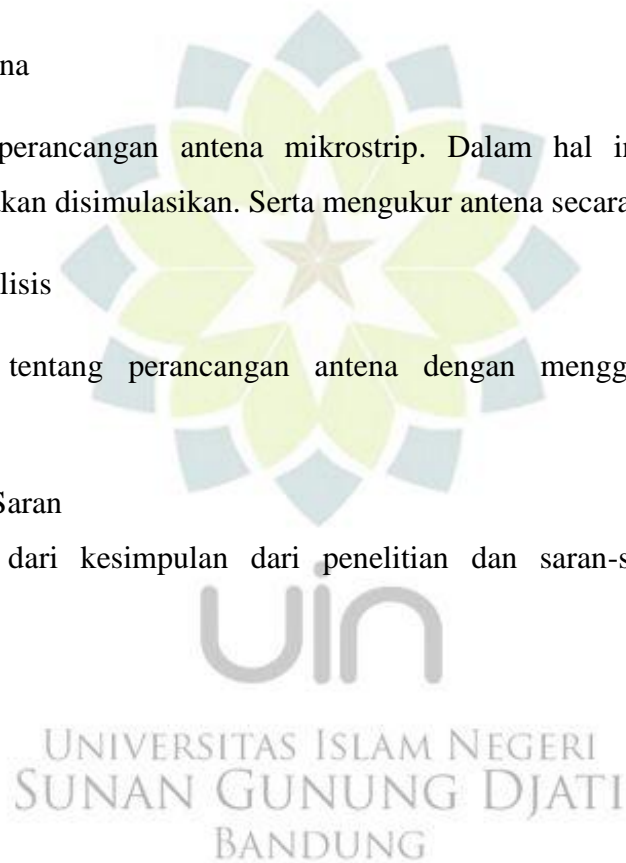 na
perancangan antena mikrostrip. Dalam hal in
akan disimulasikan. Serta mengukur antena secara
lisis
tentang perancangan antena dengan mengg
Saran
dari kesimpulan dari penelitian dan saran-s
uin
UNIVERSITAS ISLAM NEGERI
SUNAN GUNUNG DJATI
BANDUNG